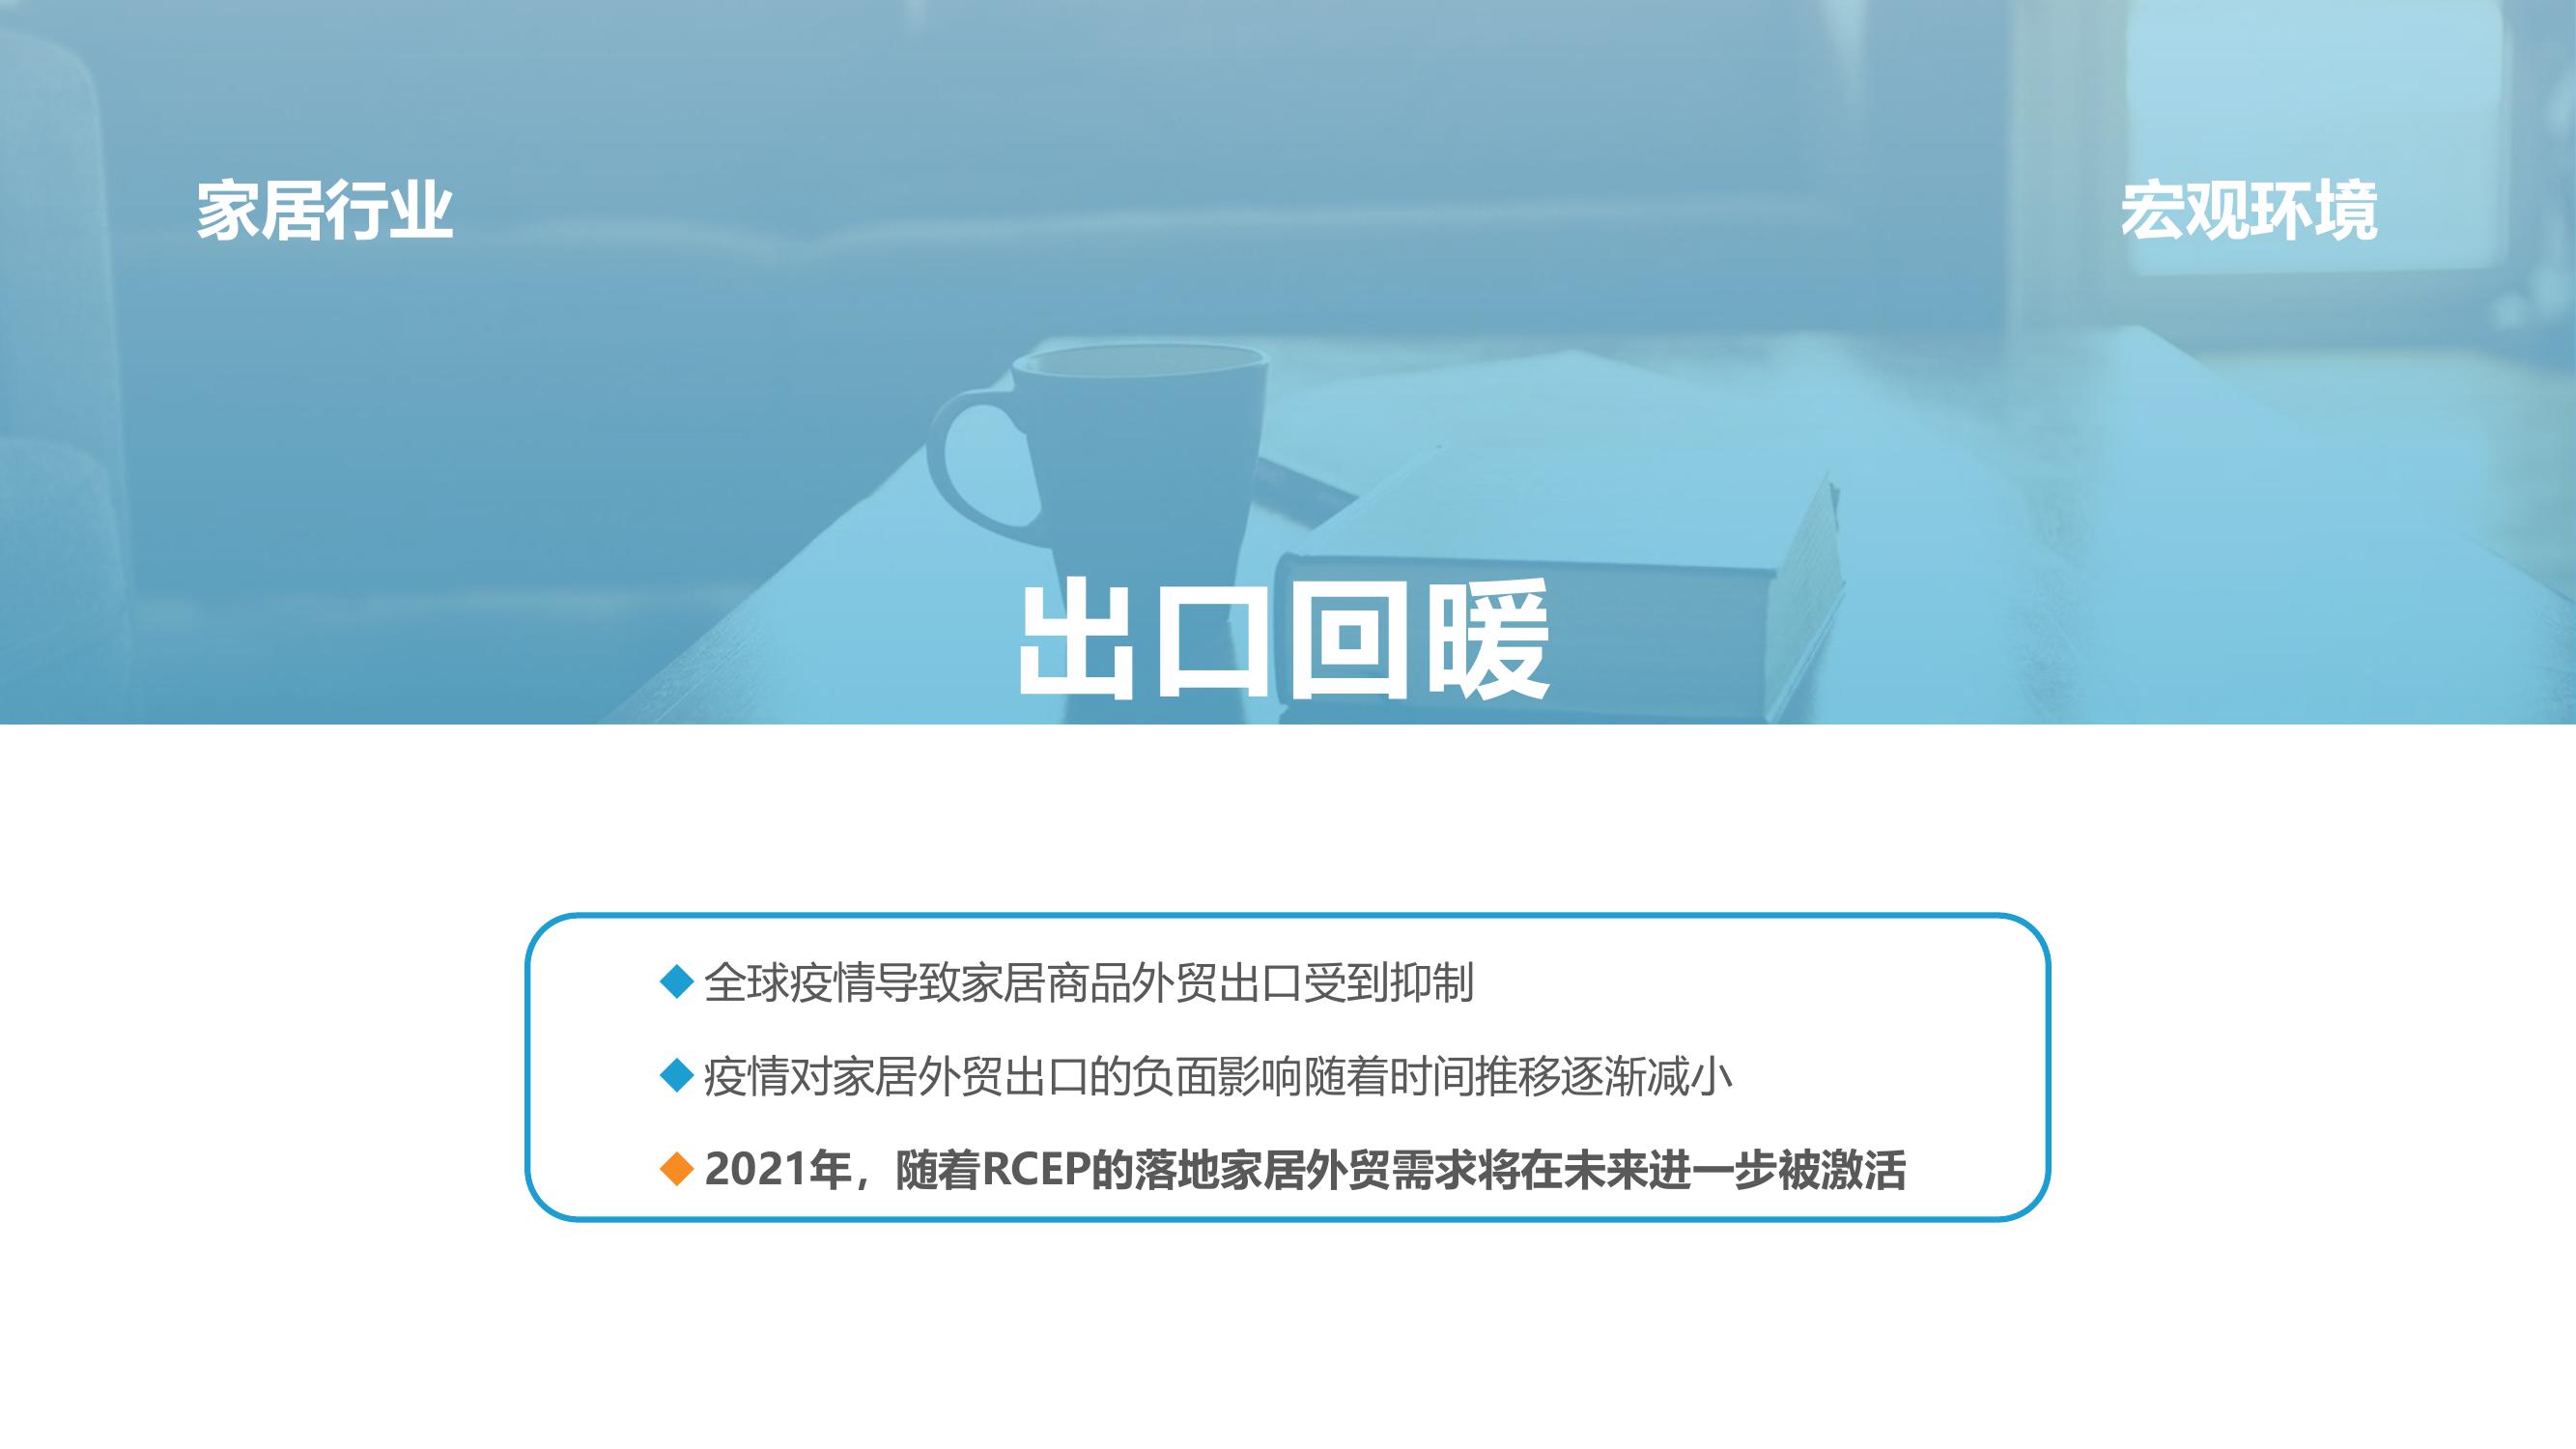 家居行业
宏观环境
出口回暖
全球疫情导致家居商品外贸出口受到抑制
疫情对家居外贸出口的负面影响随着时间推移逐渐减小
2021年，随着RCEP的落地家居外贸需求将在未来进一步被激活